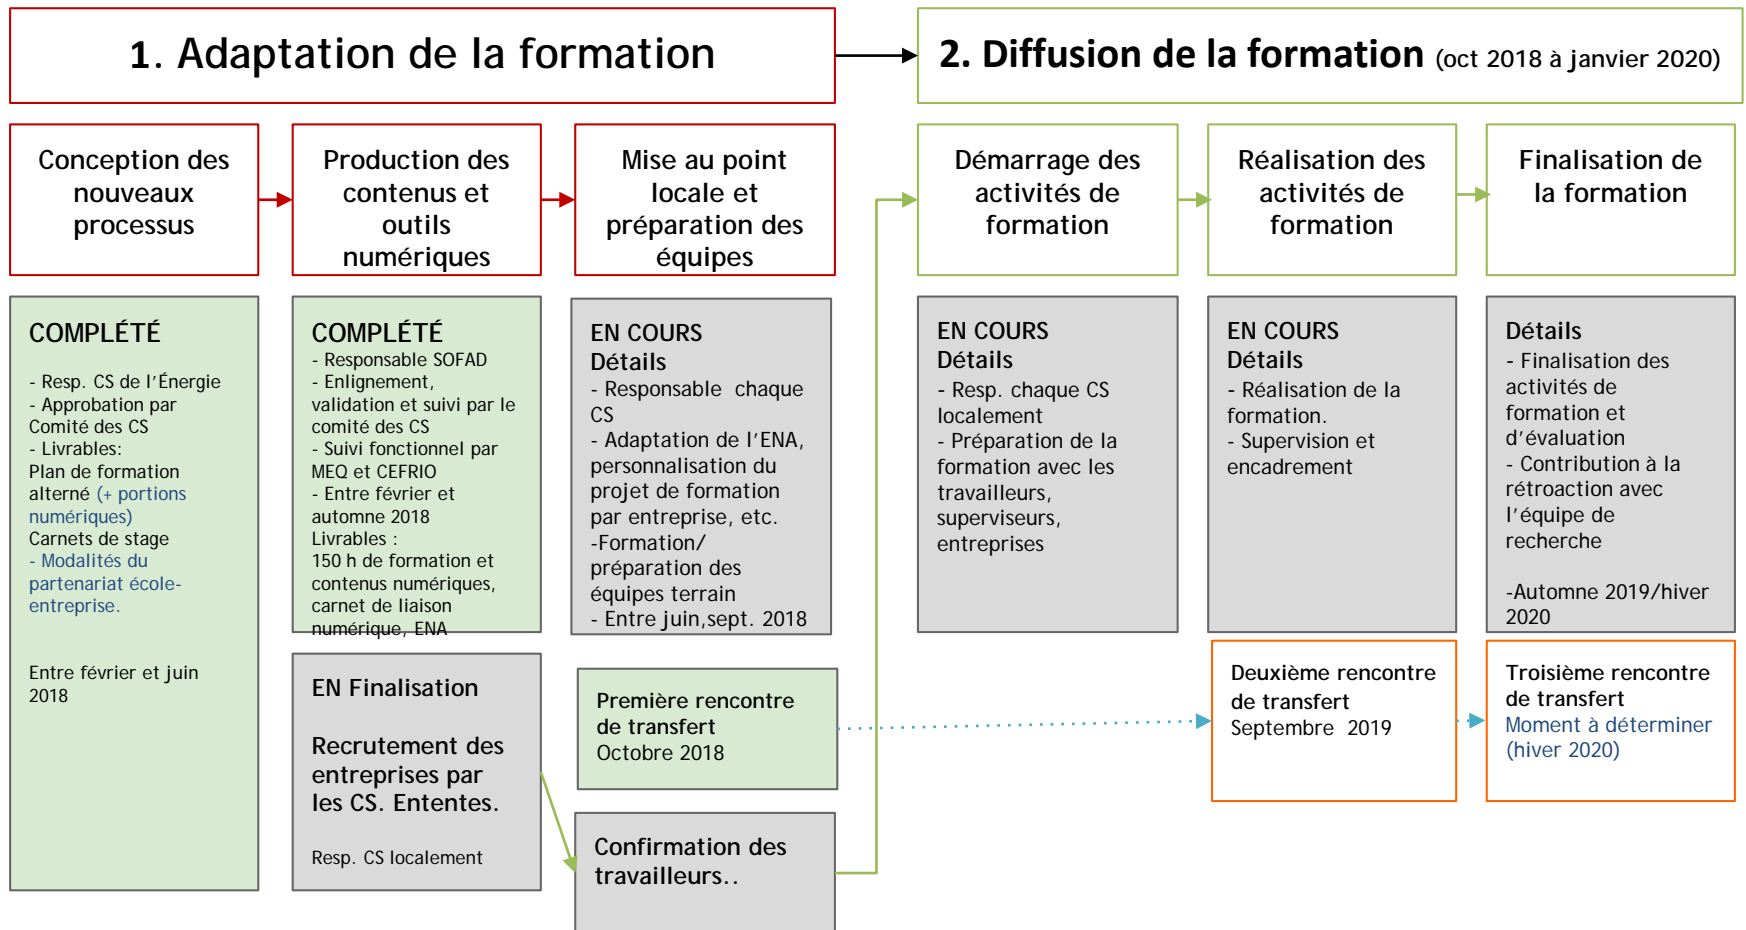 1. Adaptation de la formation
2. Diffusion de la formation (oct 2018 à janvier 2020)
Conception des
nouveaux
processus
Production des
contenus et
outils
numériques
Mise au point
locale et
préparation des
équipes
Démarrage des
activités de
formation
Réalisation des
activités de
formation
Finalisation de
la formation
COMPLÉTÉ
- Resp. CS de l'Énergie
- Approbation par
Comité des CS
- Livrables:
Plan de formation
alterné (+ portions
numériques)
Carnets de stage
- Modalités du
partenariat école-
entreprise.
Entre février et juin
2018
COMPLÉTÉ
- Responsable SOFAD
- Enlignement,
validation et suivi par le
comité des CS
- Suivi fonctionnel par
MEQ et CEFRIO
- Entre février et
automne 2018
Livrables :
150 h de formation et
contenus numériques,
carnet de liaison
numérique, ENA
EN COURS
Détails
- Responsable chaque
CS
- Adaptation de l'ENA,
personnalisation du
projet de formation
par entreprise, etc.
-Formation/
préparation des
équipes terrain
- Entre juin,sept. 2018
EN COURS
Détails
- Resp. chaque CS
localement
- Préparation de la
formation avec les
travailleurs,
superviseurs,
entreprises
EN COURS
Détails
- Réalisation de la
formation.
- Supervision et
encadrement
Détails
- Finalisation des
activités de
formation et
d'évaluation
- Contribution à la
rétroaction avec
l'équipe de
recherche
-Automne 2019/hiver
2020
EN Finalisation
Recrutement des
entreprises par
les CS. Ententes.
Resp. CS localement
Première rencontre
de transfert
Octobre 2018
Confirmation des
travailleurs..
Deuxième rencontre
de transfert
Septembre 2019
Troisième rencontre
de transfert
Moment à déterminer
(hiver 2020)